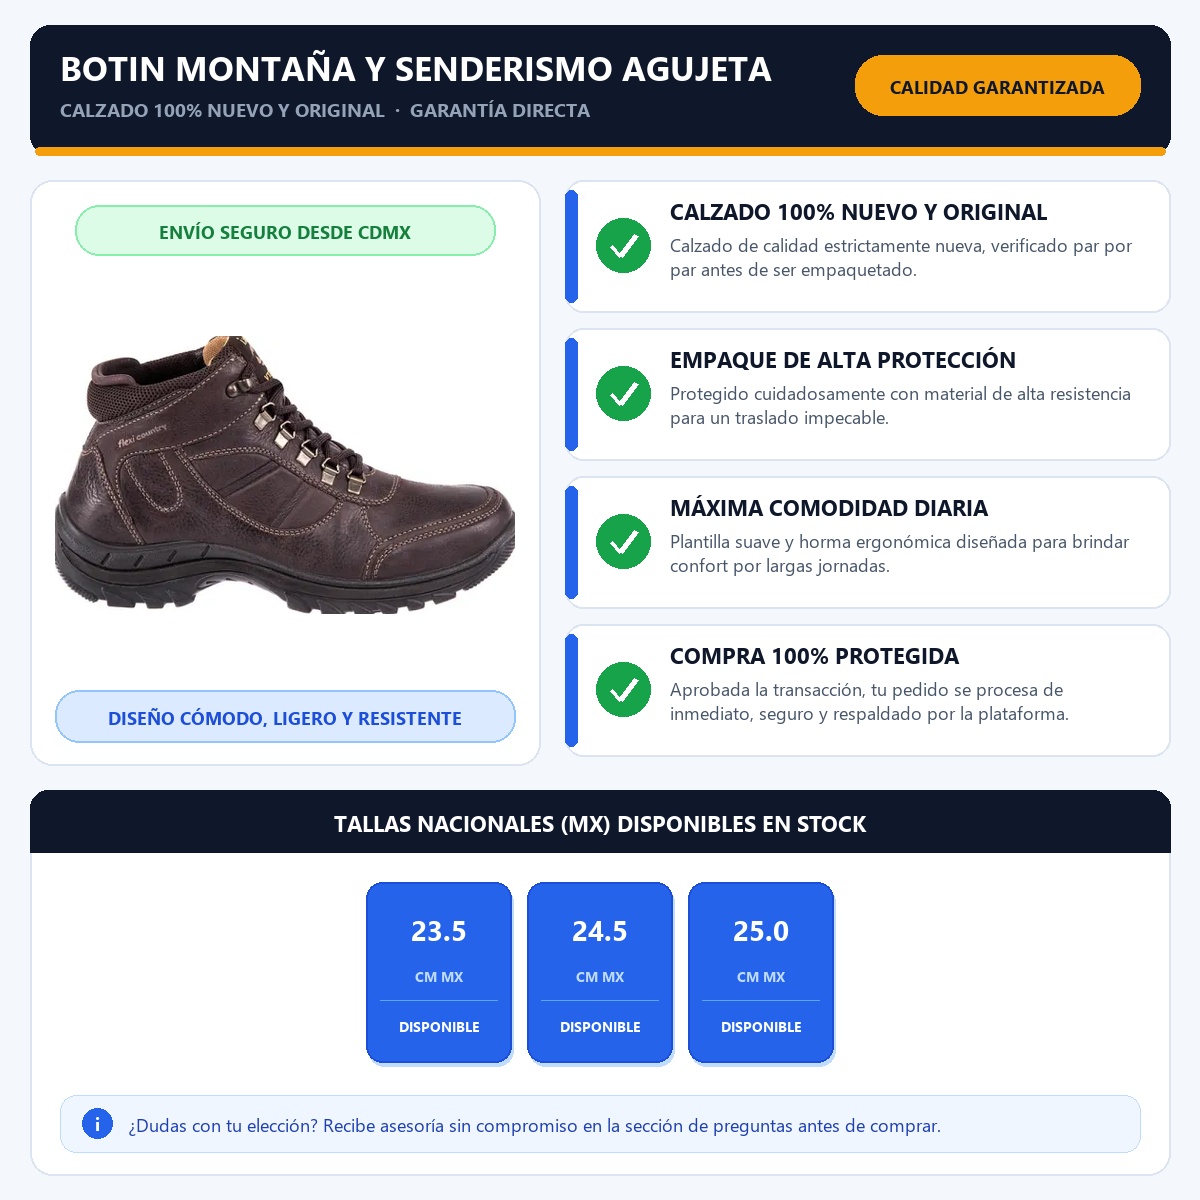 BOTIN MONTAÑA Y SENDERISMO AGUJETA
CALZADO 100% NUEVO Y ORIGINAL · GARANTÍA DIRECTA
CALIDAD GARANTIZADA
ENVÍO SEGURO DESDE CDMX
flexi country
DISEÑO CÓMODO, LIGERO Y RESISTENTE
CALZADO 100% NUEVO Y ORIGINAL
Calzado de calidad estrictamente nueva, verificado par por
par antes de ser empaquetado.
EMPAQUE DE ALTA PROTECCIÓN
Protegido cuidadosamente con material de alta resistencia
para un traslado impecable.
MÁXIMA COMODIDAD DIARIA
Plantilla suave y horma ergonómica diseñada para brindar
confort por largas jornadas.
COMPRA 100% PROTEGIDA
Aprobada la transacción, tu pedido se procesa de
inmediato, seguro y respaldado por la plataforma.
TALLAS NACIONALES (MX) DISPONIBLES EN STOCK
23.5
CM MX
DISPONIBLE
24.5
CM MX
DISPONIBLE
25.0
CM MX
DISPONIBLE
¿Dudas con tu elección? Recibe asesoría sin compromiso en la sección de preguntas antes de comprar.